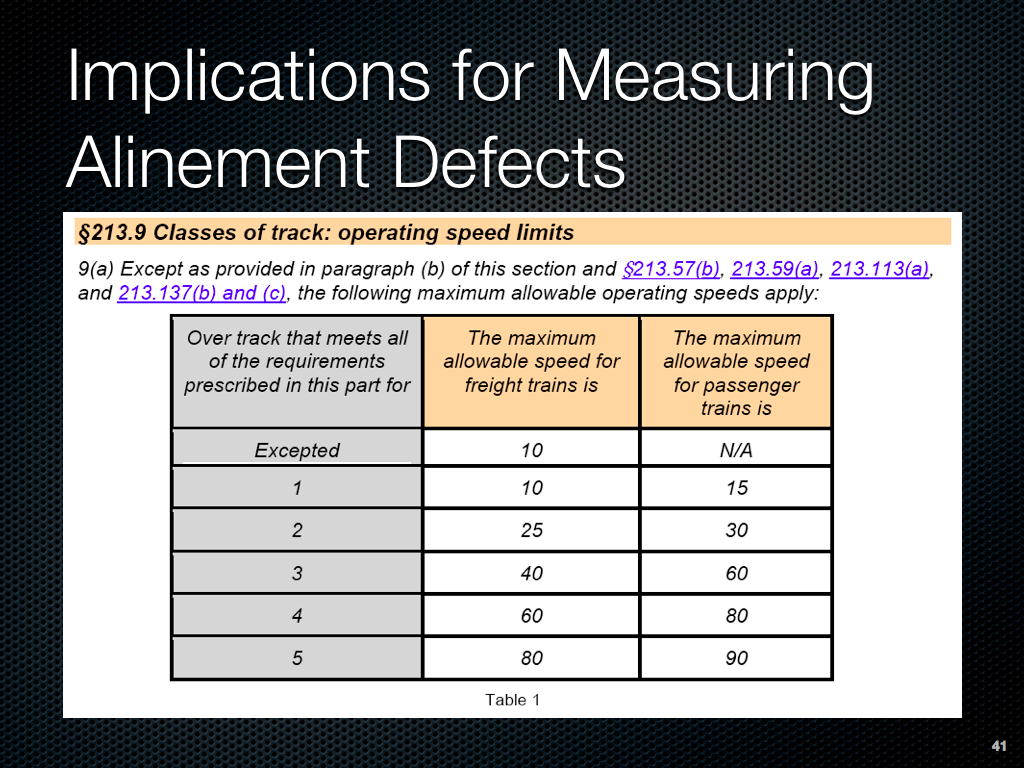 Implications for Measuring
Alinement Defects
§213.9 Classes of track: operating speed limits
9(a) Except as provided in paragraph (b) of this section and §213.57(b), 213.59(a), 213.113(a),
and 213.137(b) and (c), the following maximum allowable operating speeds apply:
Over track that meets all
of the requirements
prescribed in this part for
The maximum
allowable speed for
freight trains is
The maximum
allowable speed
for passenger
trains is
Excepted 10 N/A
1 10 15
2 25 30
3 40 60
4 60 80
5 80 90
Table 1
41